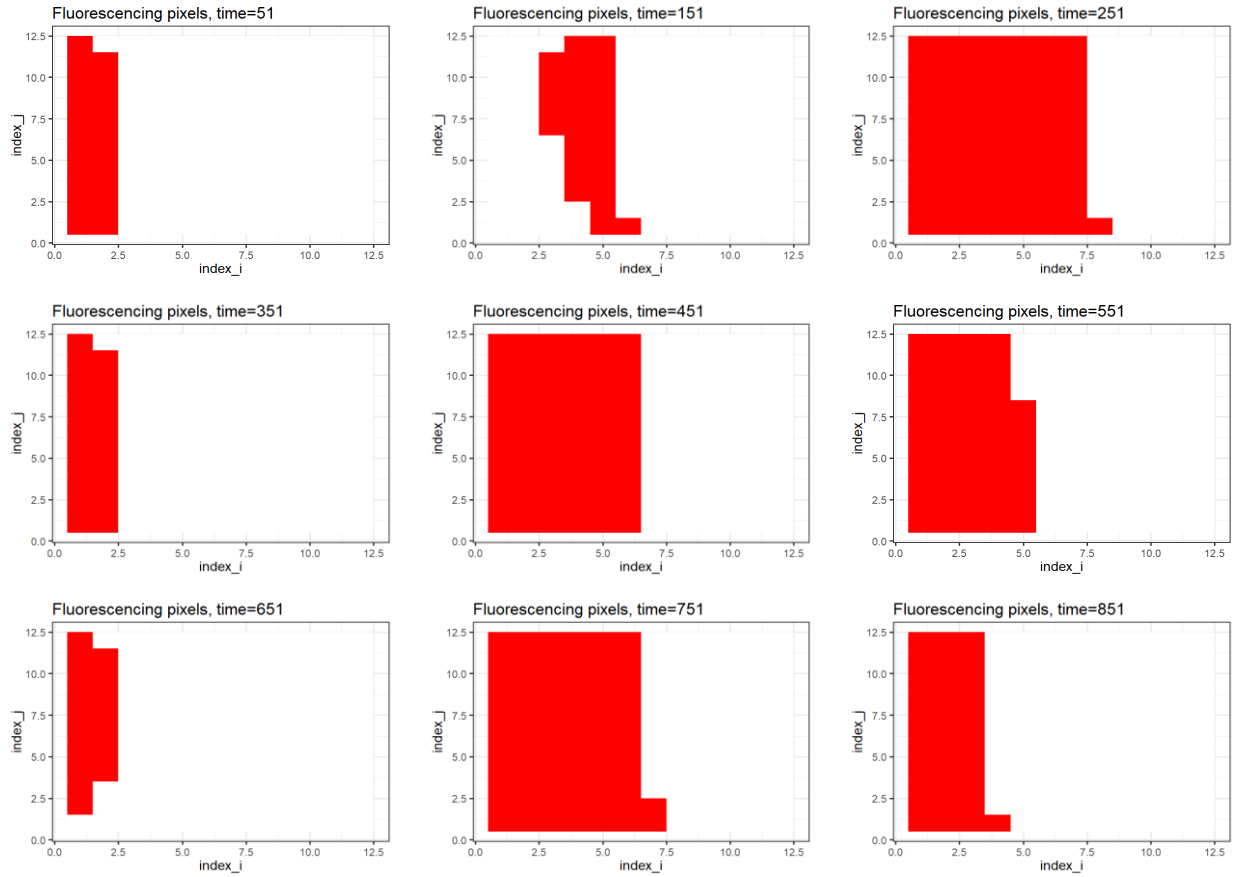 Fluorescencing pixels, time=51
12.5
10.0
7.5
5.0
2.5
0.0
index_j
0.0 2.5 5.0 7.5 10.0 12.5
index_i
Fluorescencing pixels, time=151
12.5
10.0
7.5
5.0
2.5
0.0
index_j
0.0 2.5 5.0 7.5 10.0 12.5
index_i
Fluorescencing pixels, time=251
12.5
10.0
7.5
5.0
2.5
0.0
index_j
0.0 2.5 5.0 7.5 10.0 12.5
index_i
Fluorescencing pixels, time=351
12.5
10.0
7.5
5.0
2.5
0.0
index_j
0.0 2.5 5.0 7.5 10.0 12.5
index_i
Fluorescencing pixels, time=451
12.5
10.0
7.5
5.0
2.5
0.0
index_j
0.0 2.5 5.0 7.5 10.0 12.5
index_i
Fluorescencing pixels, time=551
12.5
10.0
7.5
5.0
2.5
0.0
index_j
0.0 2.5 5.0 7.5 10.0 12.5
index_i
Fluorescencing pixels, time=651
12.5
10.0
7.5
5.0
2.5
0.0
index_j
0.0 2.5 5.0 7.5 10.0 12.5
index_i
Fluorescencing pixels, time=751
12.5
10.0
7.5
5.0
2.5
0.0
index_j
0.0 2.5 5.0 7.5 10.0 12.5
index_i
Fluorescencing pixels, time=851
12.5
10.0
7.5
5.0
2.5
0.0
index_j
0.0 2.5 5.0 7.5 10.0 12.5
index_i